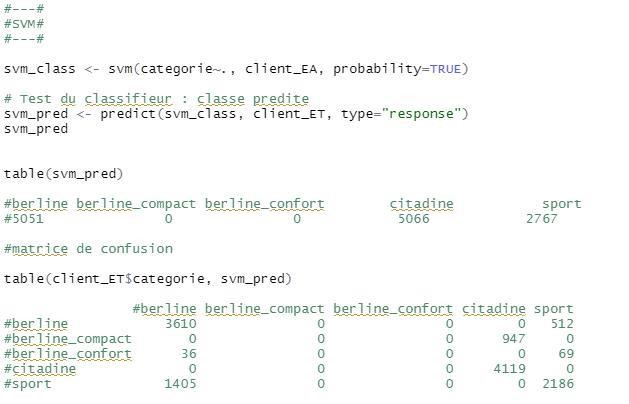 #---#
#SVM#
#---#
svm_class <- svm(categorie~., client_EA, probability=TRUE)
# Test du classifieur : classe predite
svm_pred <- predict(svm_class, client_ET, type="response")
svm_pred
table(svm_pred)
#berline berline_compact berline_confort citadine sport
#5051 0 0 5066 2767
#matrice de confusion
table(client_ET$categorie, svm_pred)
#berline berline_compact berline_confort citadine sport
#berline 3610 0 0 0 512
#berline_compact 0 0 0 947 0
#berline_confort 36 0 0 0 69
#citadine 0 0 0 4119 0
#sport 1405 0 0 0 2186